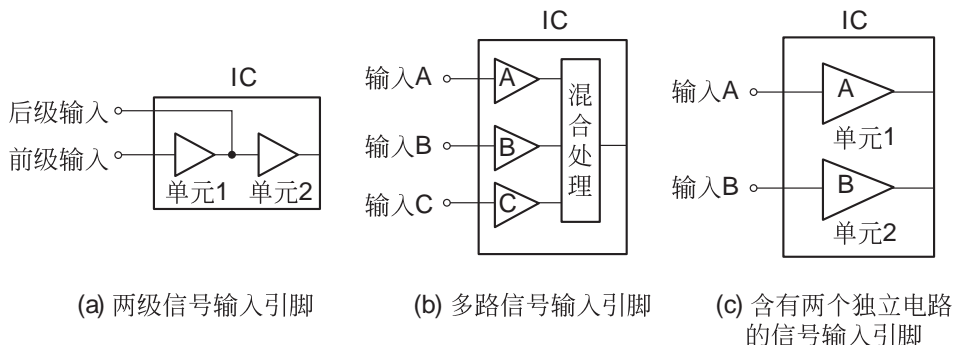 IC
后级输入
前级输入
单元1
单元2
(a) 两级信号输入引脚
IC
输入A
A
输入B
B
输入C
C
混合处理
(b) 多路信号输入引脚
IC
输入A
A
单元1
输入B
B
单元2
(c) 含有两个独立电路
的信号输入引脚